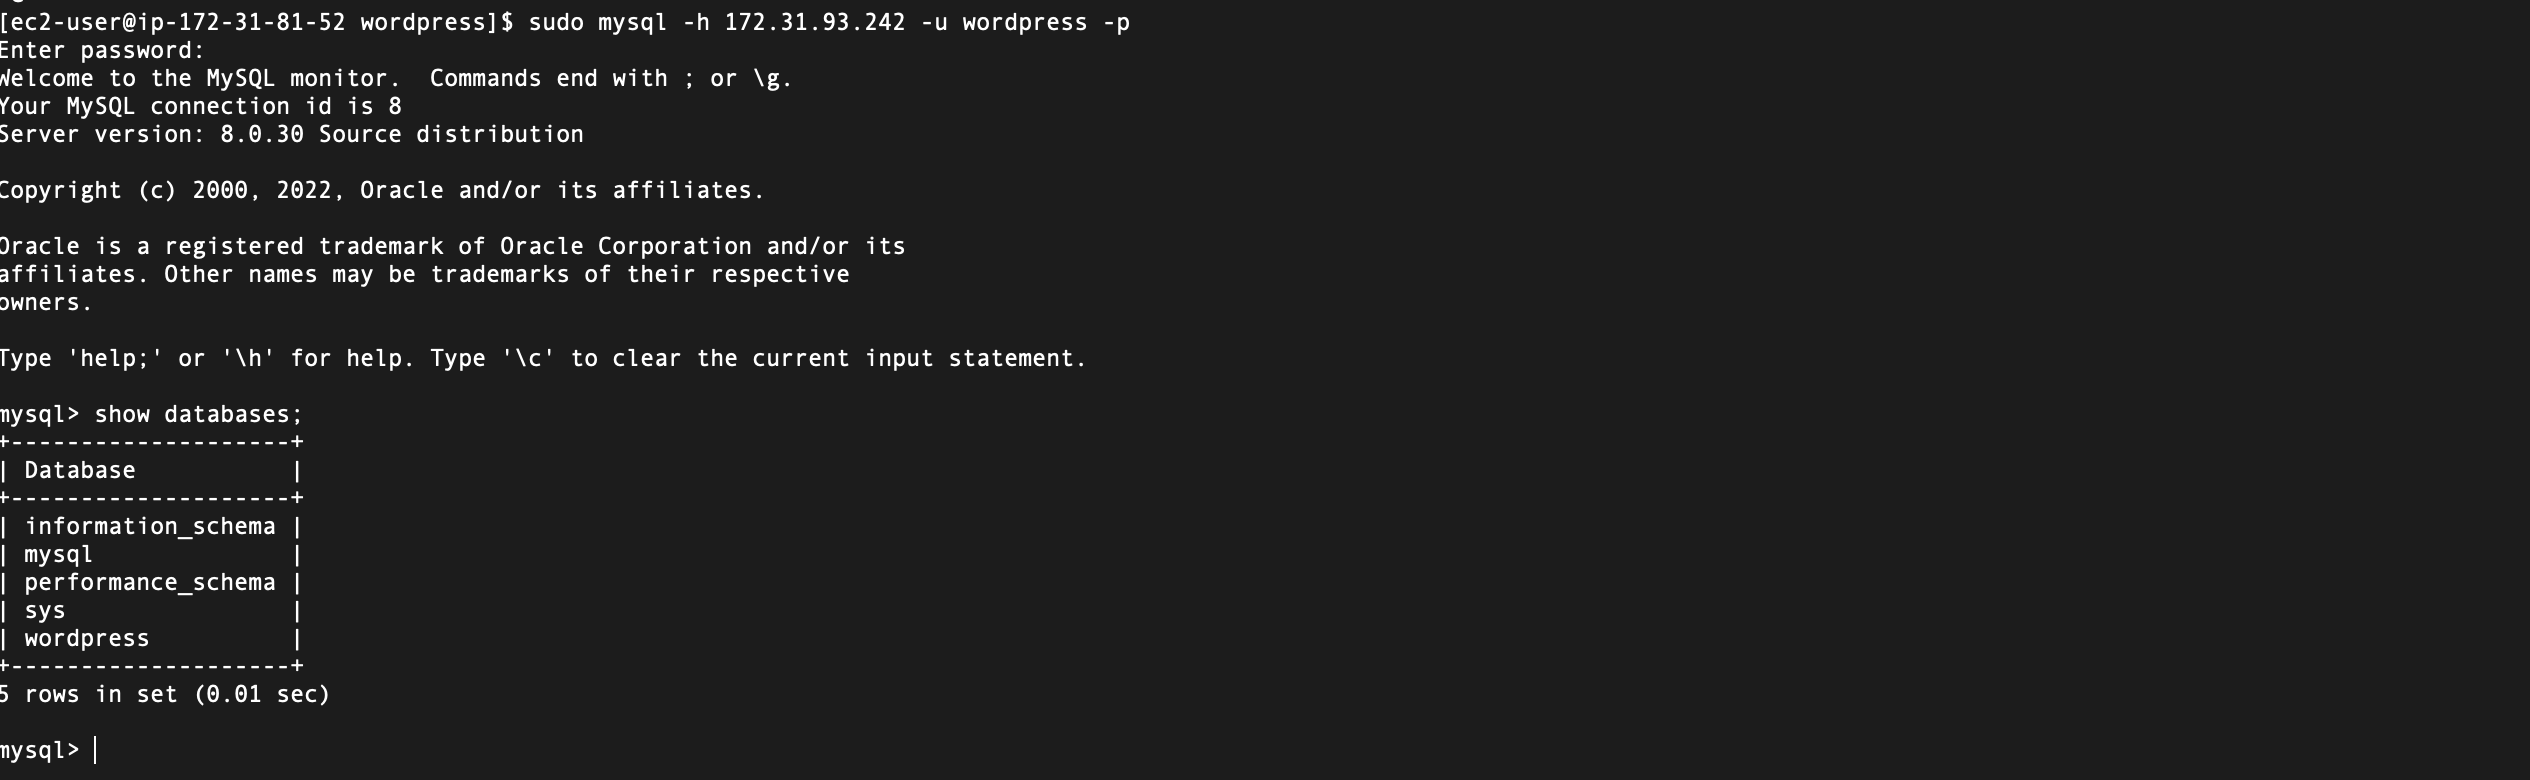 [ec2-user@ip-172-31-81-52 wordpress]$ sudo mysql -h 172.31.93.242 -u wordpress -p
Enter password:
Welcome to the MySQL monitor.  Commands end with ; or \g.
Your MySQL connection id is 8
Server version: 8.0.30 Source distribution

Copyright (c) 2000, 2022, Oracle and/or its affiliates.

Oracle is a registered trademark of Oracle Corporation and/or its
affiliates. Other names may be trademarks of their respective
owners.

Type 'help;' or '\h' for help. Type '\c' to clear the current input statement.

mysql> show databases;
+--------------------+
| Database           |
+--------------------+
| information_schema |
| mysql              |
| performance_schema |
| sys                |
| wordpress          |
+--------------------+
5 rows in set (0.01 sec)

mysql>